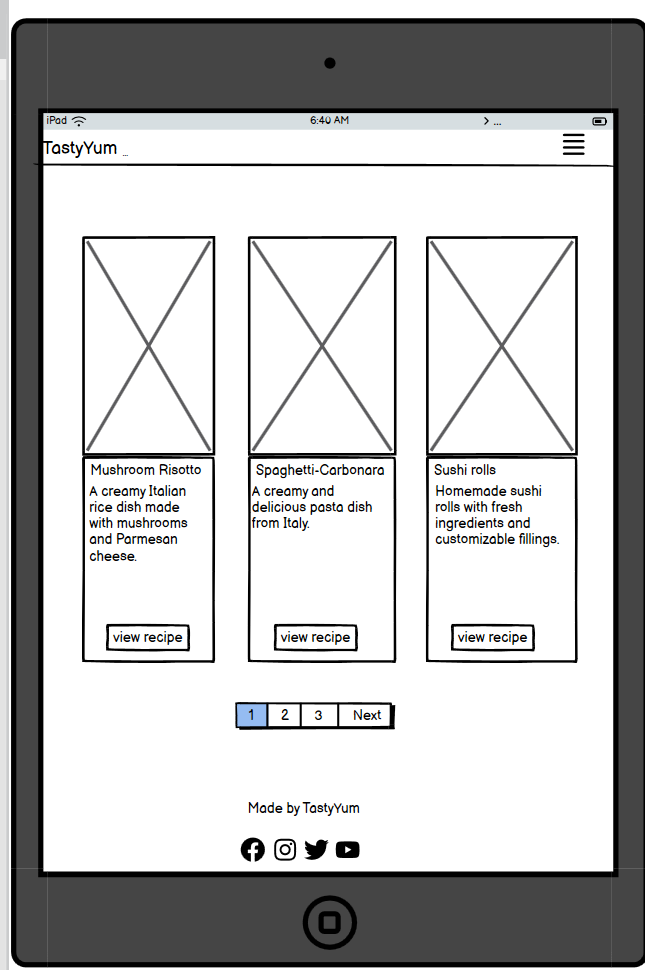 iPad 6:40 AM > ...
TastyYum ...
Mushroom Risotto
A creamy Italian
rice dish made
with mushrooms
and Parmesan
cheese.
view recipe
Spaghetti-Carbonara
A creamy and
delicious pasta dish
from Italy.
view recipe
Sushi rolls
Homemade sushi
rolls with fresh
ingredients and
customizable fillings.
view recipe
1 2 3 Next
Made by TastyYum